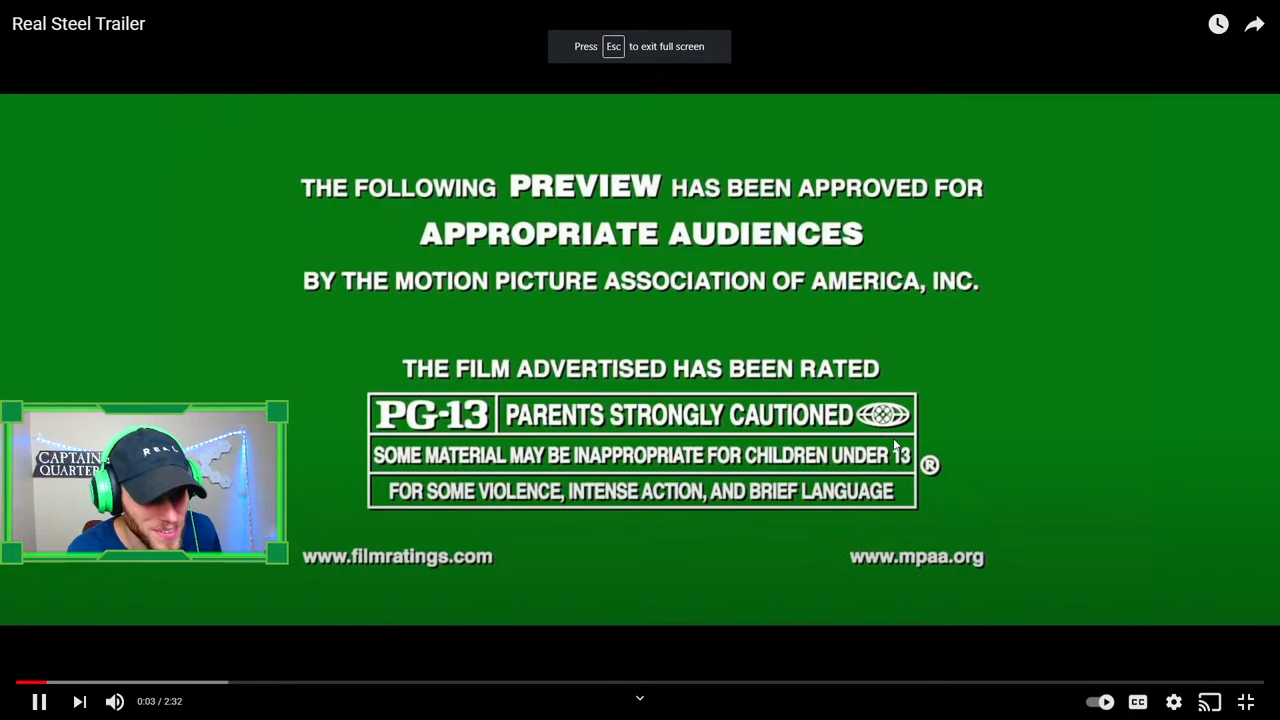 Real Steel Trailer
Press Esc to exit full screen
THE FOLLOWING PREVIEW HAS BEEN APPROVED FOR
APPROPRIATE AUDIENCES
BY THE MOTION PICTURE ASSOCIATION OF AMERICA, INC.
THE FILM ADVERTISED HAS BEEN RATED
PG-13 PARENTS STRONGLY CAUTIONED
SOME MATERIAL MAY BE INAPPROPRIATE FOR CHILDREN UNDER 13
®
FOR SOME VIOLENCE, INTENSE ACTION, AND BRIEF LANGUAGE
CAPTAIN
QUARTER
REAL
www.filmratings.com
www.mpaa.org
0:03 / 2:32
CC